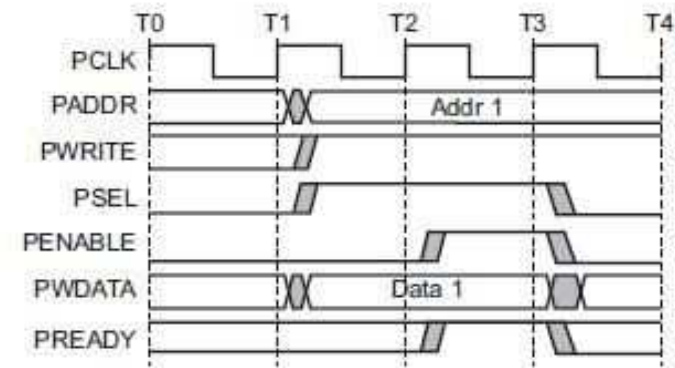 T0 T1 T2 T3 T4
PCLK
PADDR Addr 1
PWRITE
PSEL
PENABLE
PWDATA Data 1
PREADY